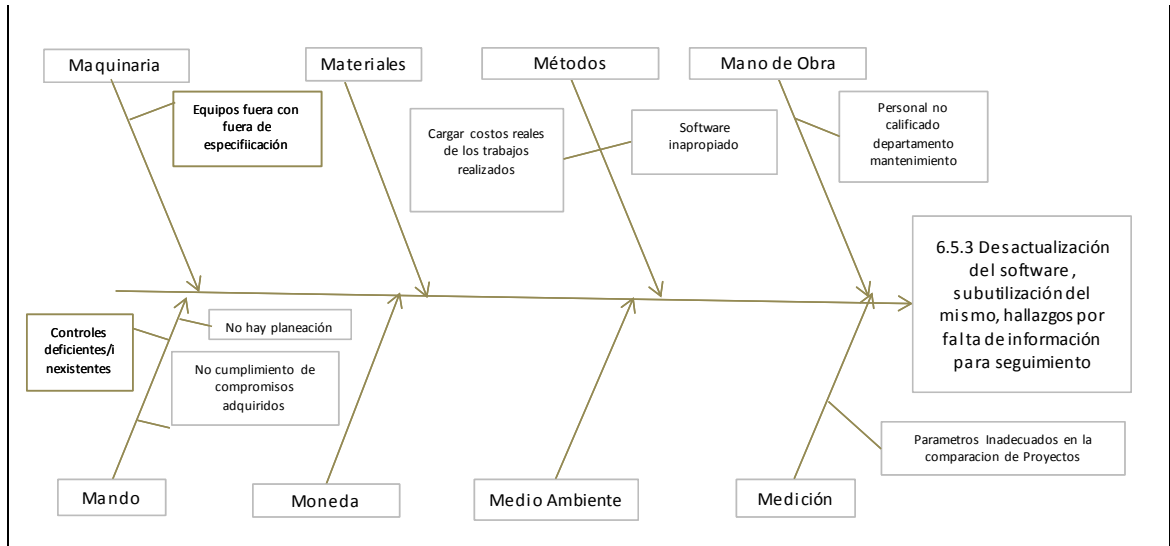 Maquinaria
Materiales
Métodos
Mano de Obra
Equipos fuera con
fuera de
especifiicación
Cargar costos reales
de los trabajos
realizados
Software
inapropiado
Personal no
calificado
departamento
mantenimiento
6.5.3 Desactualización
del software,
subutilización del
mismo, hallazgos por
falta de información
para seguimiento
Controles
deficientes/i
nexistentes
No hay planeación
No cumplimiento de
compromisos
adquiridos
Parametros Inadecuados en la
comparacion de Proyectos
Mando
Moneda
Medio Ambiente
Medición